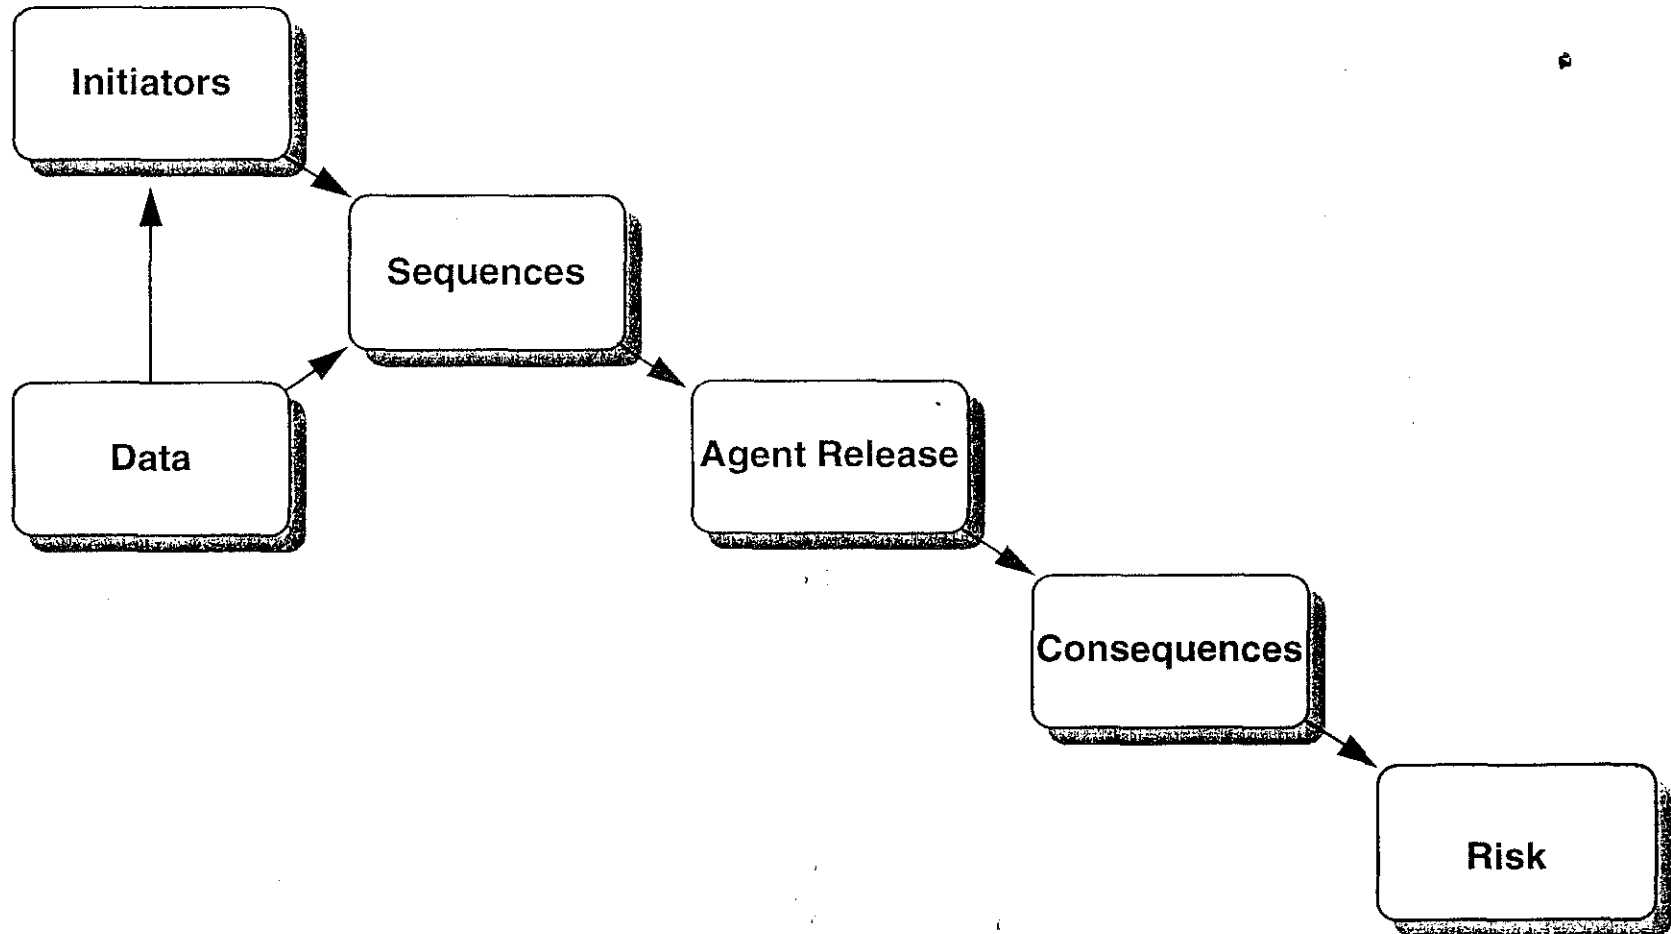 Initiators
Sequences
Data
Agent Release
Consequences
Risk